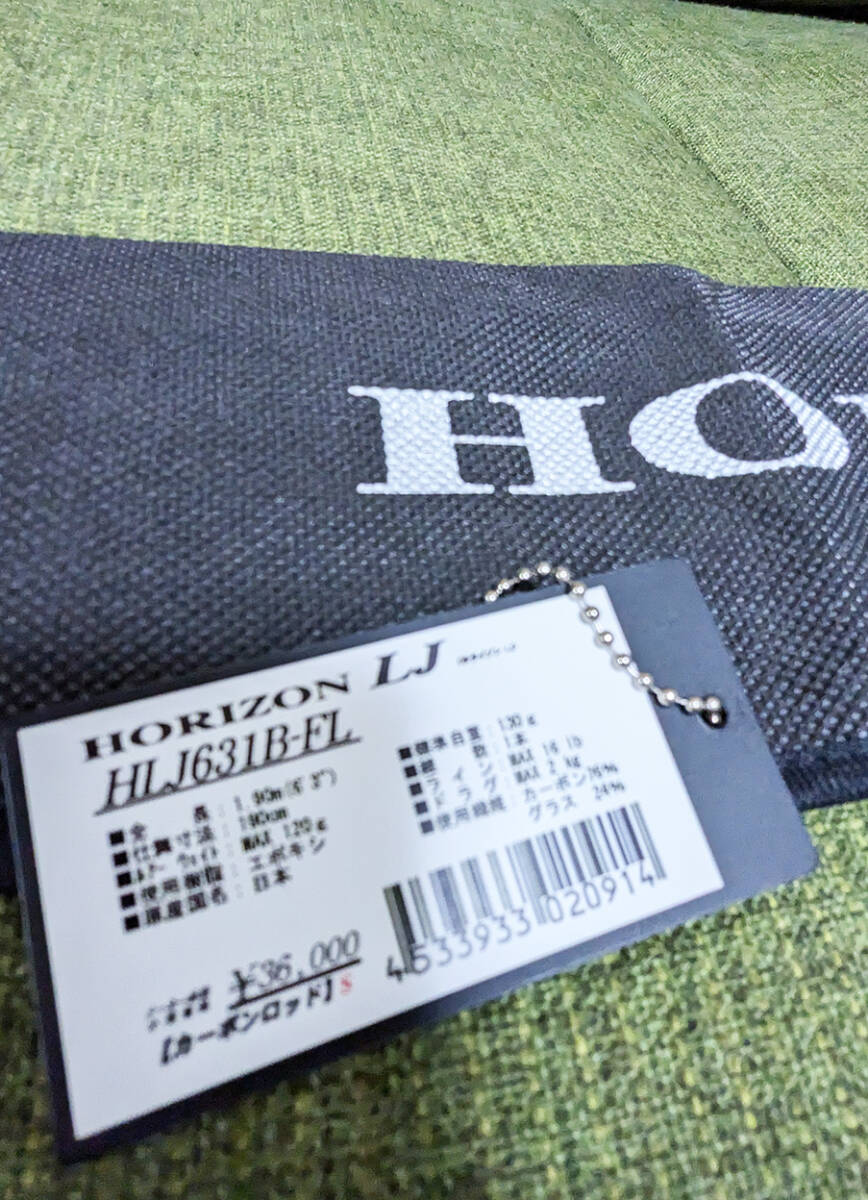 HO
HORIZON LJ
HLJ631B-FL
■全長：1.90m(6'3")
■仕舞寸法：190cm
■ルアーウェイト：MAX 120g
■使用樹脂：エポキシ
■原産国名：日本
■標準自重：130g
■継数：1本
■ライン：MAX 16 lb
■ドラグ：MAX 2 kg
■使用繊維：カーボン76%
グラス 24%
4533933020914
¥36,000
【カーボンロッド】S